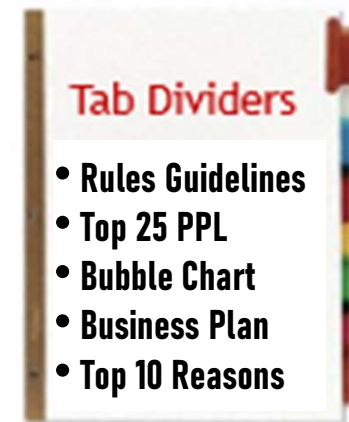 Tab Dividers
• Rules Guidelines
• Top 25 PPL
• Bubble Chart
• Business Plan
• Top 10 Reasons